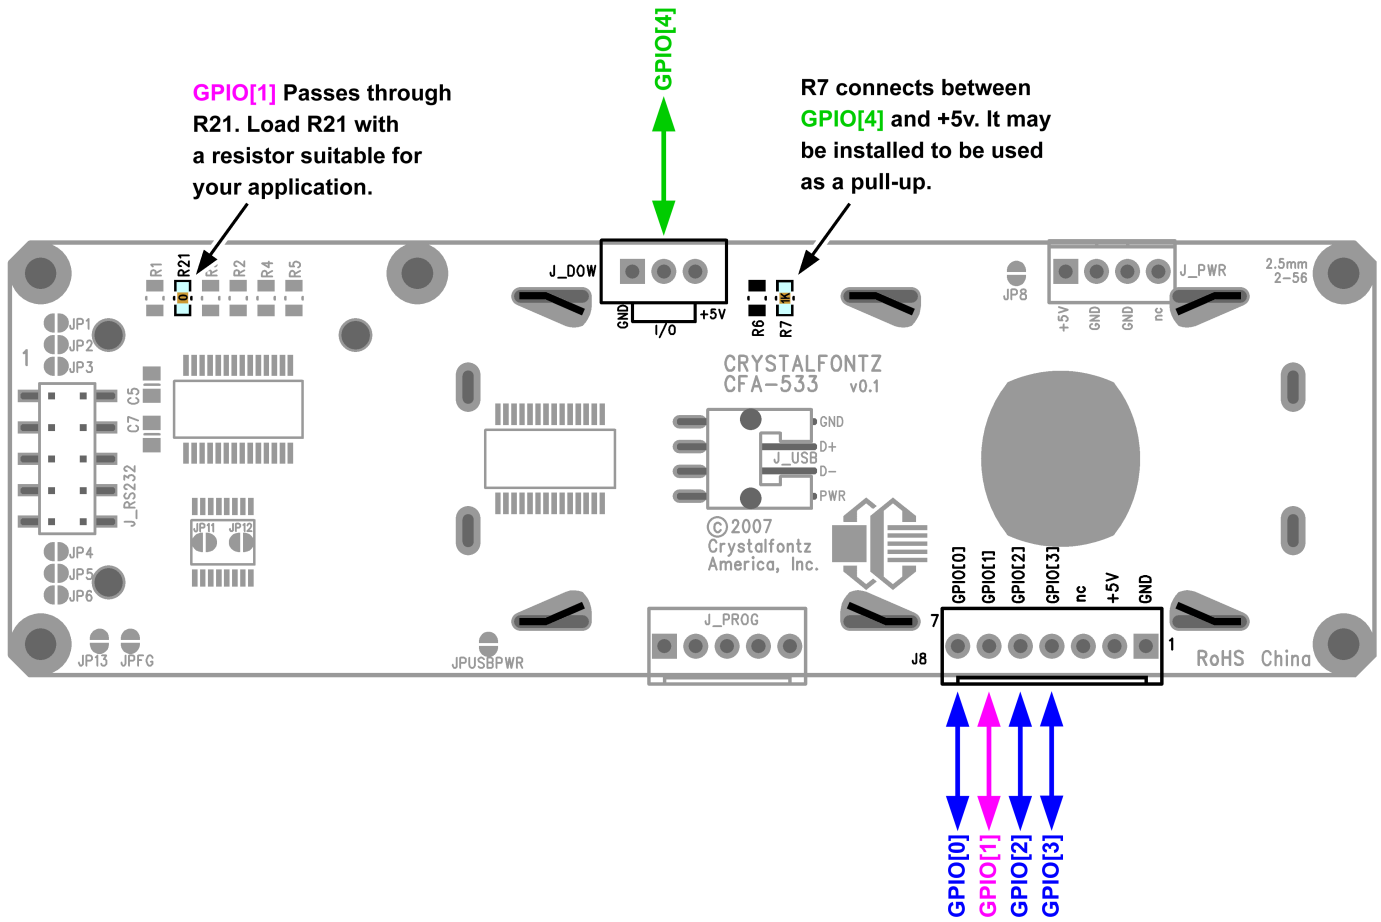 GPIO[4]
GPIO[1] Passes through
R21. Load R21 with
a resistor suitable for
your application.
R7 connects between
GPIO[4] and +5v. It may
be installed to be used
as a pull-up.
R1
R21
R2
R4
R5
0
J_DOW
GND
I/O
+5V
R6
R7
1K
JP8
J_PWR
+5V
GND
GND
nc
2.5mm
2-56
JP1
JP2
JP3
1
C5
C7
J_RS232
CRYSTALFONTZ
CFA-533 v0.1
GND
D+
J_USB
D-
PWR
©2007
Crystalfontz
America, Inc.
JP11
JP12
JP4
JP5
JP6
JP13
JPFG
JPUSBPWR
J_PROG
GPIO[0]
GPIO[1]
GPIO[2]
GPIO[3]
nc
+5V
GND
7
J8
1
RoHS China
GPIO[0]
GPIO[1]
GPIO[2]
GPIO[3]